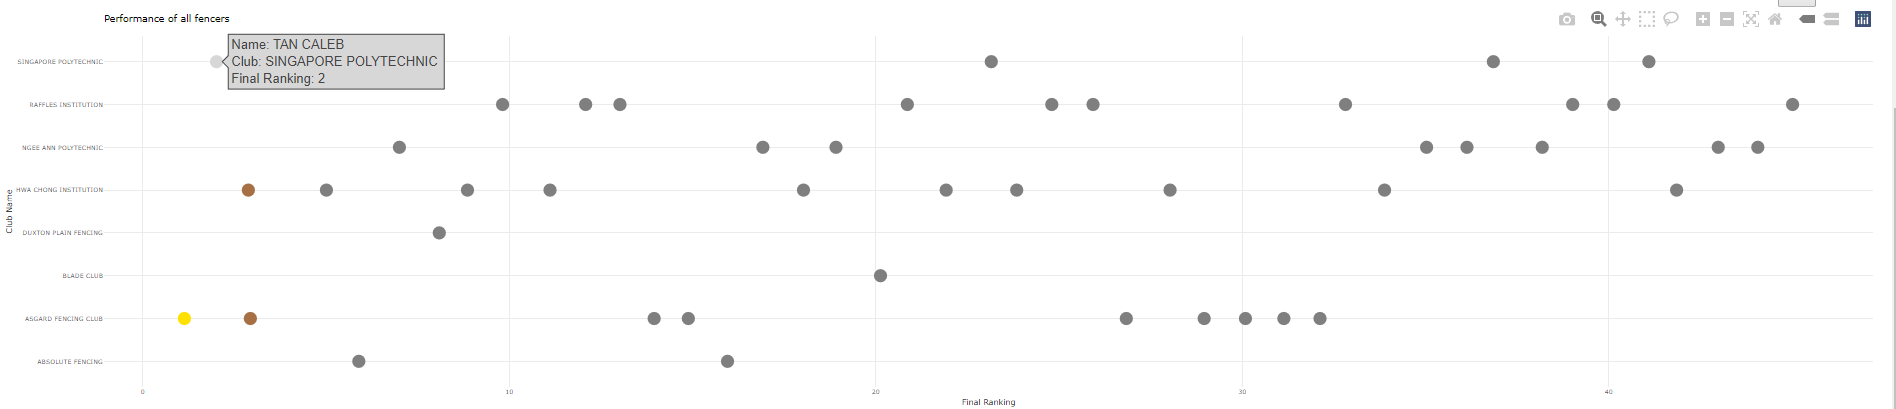 Performance of all fencers
Name: TAN CALEB
Club: SINGAPORE POLYTECHNIC
Final Ranking: 2
SINGAPORE POLYTECHNIC
RAFFLES INSTITUTION
NGEE ANN POLYTECHNIC
HWA CHONG INSTITUTION
DUXTON PLAIN FENCING
BLADE CLUB
ASGARD FENCING CLUB
ABSOLUTE FENCING
Club Name
0 10 20 30 40
Final Ranking